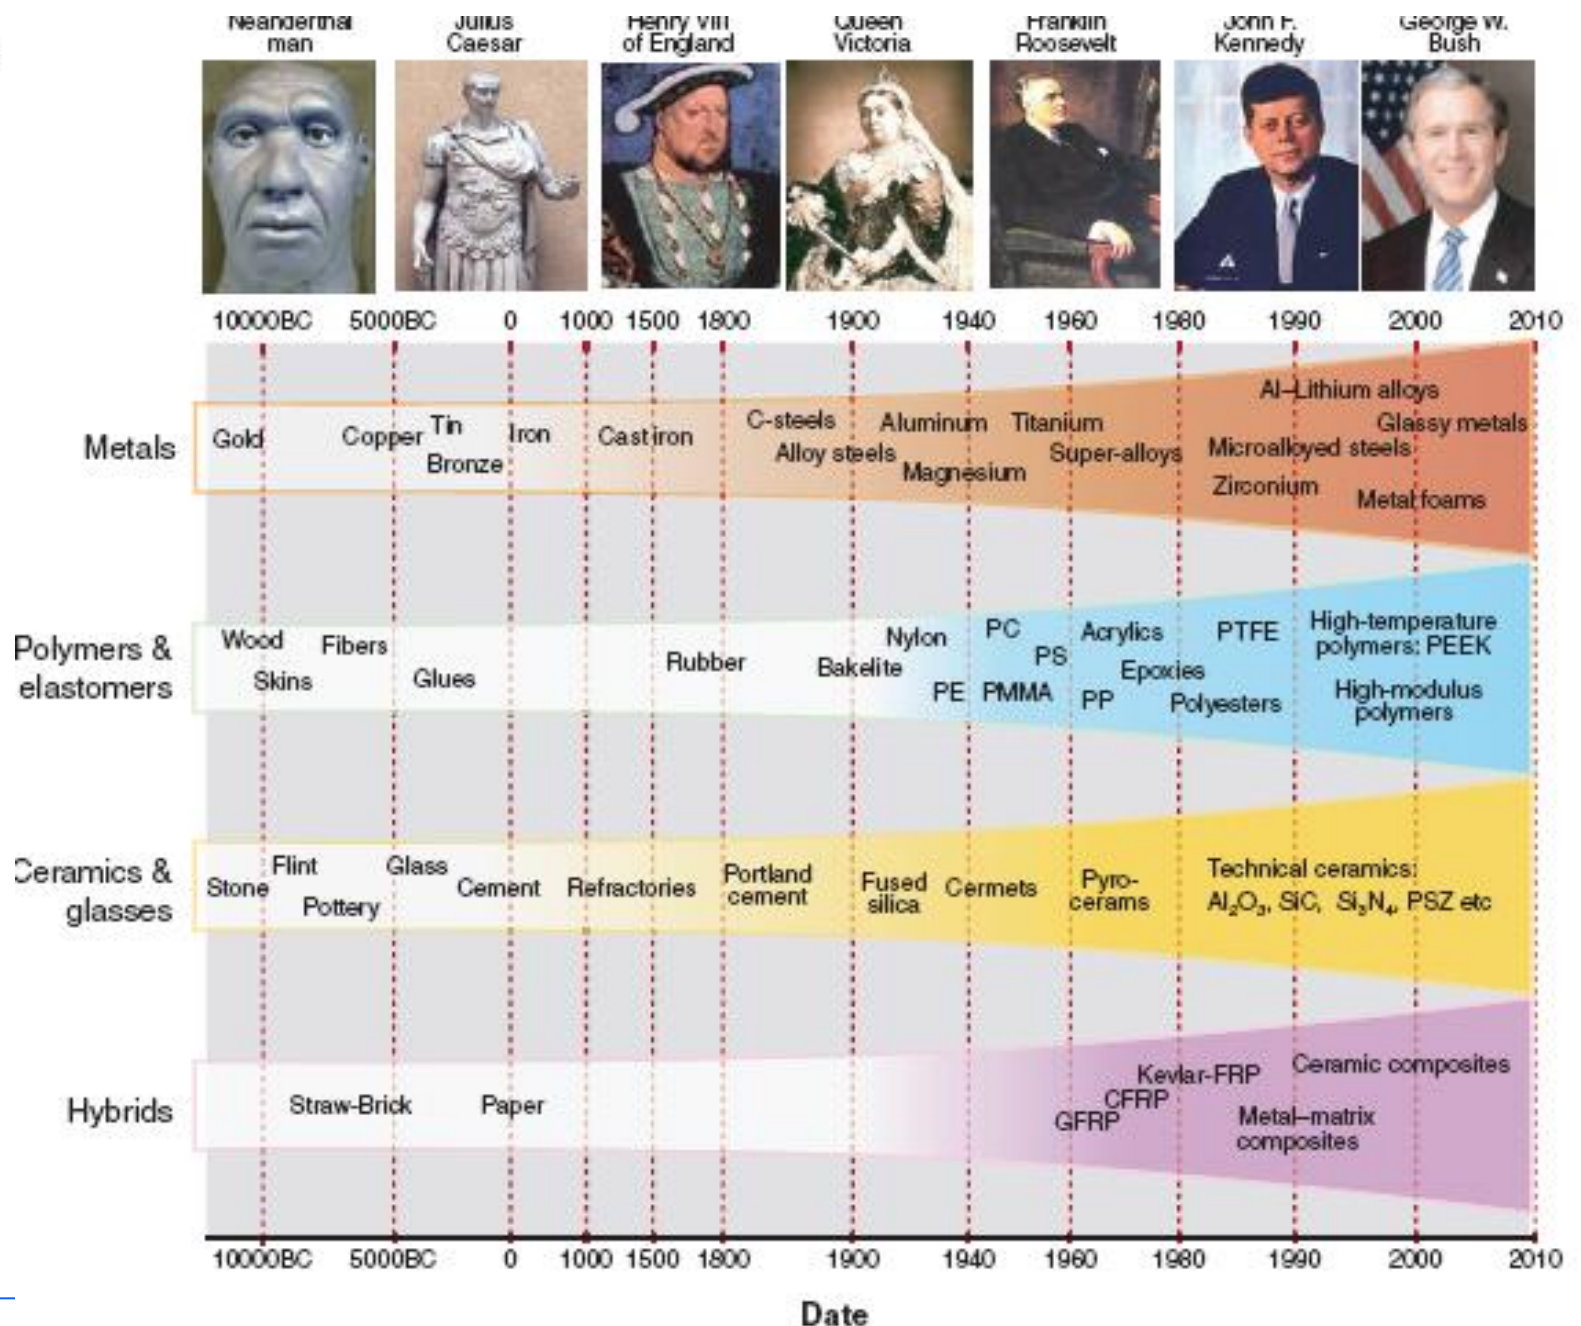 Neanderthal
man
Julius
Caesar
Henry VIII
of England
Queen
Victoria
Franklin
Roosevelt
John F.
Kennedy
George W.
Bush
10000BC 5000BC 0 1000 1500 1800 1900 1940 1960 1980 1990 2000 2010
Metals
Gold
Copper
Tin
Bronze
Iron
Cast iron
C-steels
Alloy steels
Aluminum
Magnesium
Titanium
Super-alloys
Al–Lithium alloys
Glassy metals
Microalloyed steels
Zirconium
Metal foams
Polymers &
elastomers
Wood
Skins
Fibers
Glues
Rubber
Bakelite
Nylon
PE
PC
PS
PMMA
Acrylics
Epoxies
PP
Polyesters
PTFE
High-temperature
polymers: PEEK
High-modulus
polymers
Ceramics &
glasses
Stone
Flint
Pottery
Glass
Cement
Refractories
Portland
cement
Fused
silica
Cermets
Pyro-
cerams
Technical ceramics:
Al₂O₃, SiC, Si₃N₄, PSZ etc
Hybrids
Straw-Brick
Paper
GFRP
CFRP
Kevlar-FRP
Ceramic composites
Metal–matrix
composites
10000BC 5000BC 0 1000 1500 1800 1900 1940 1960 1980 1990 2000 2010
Date